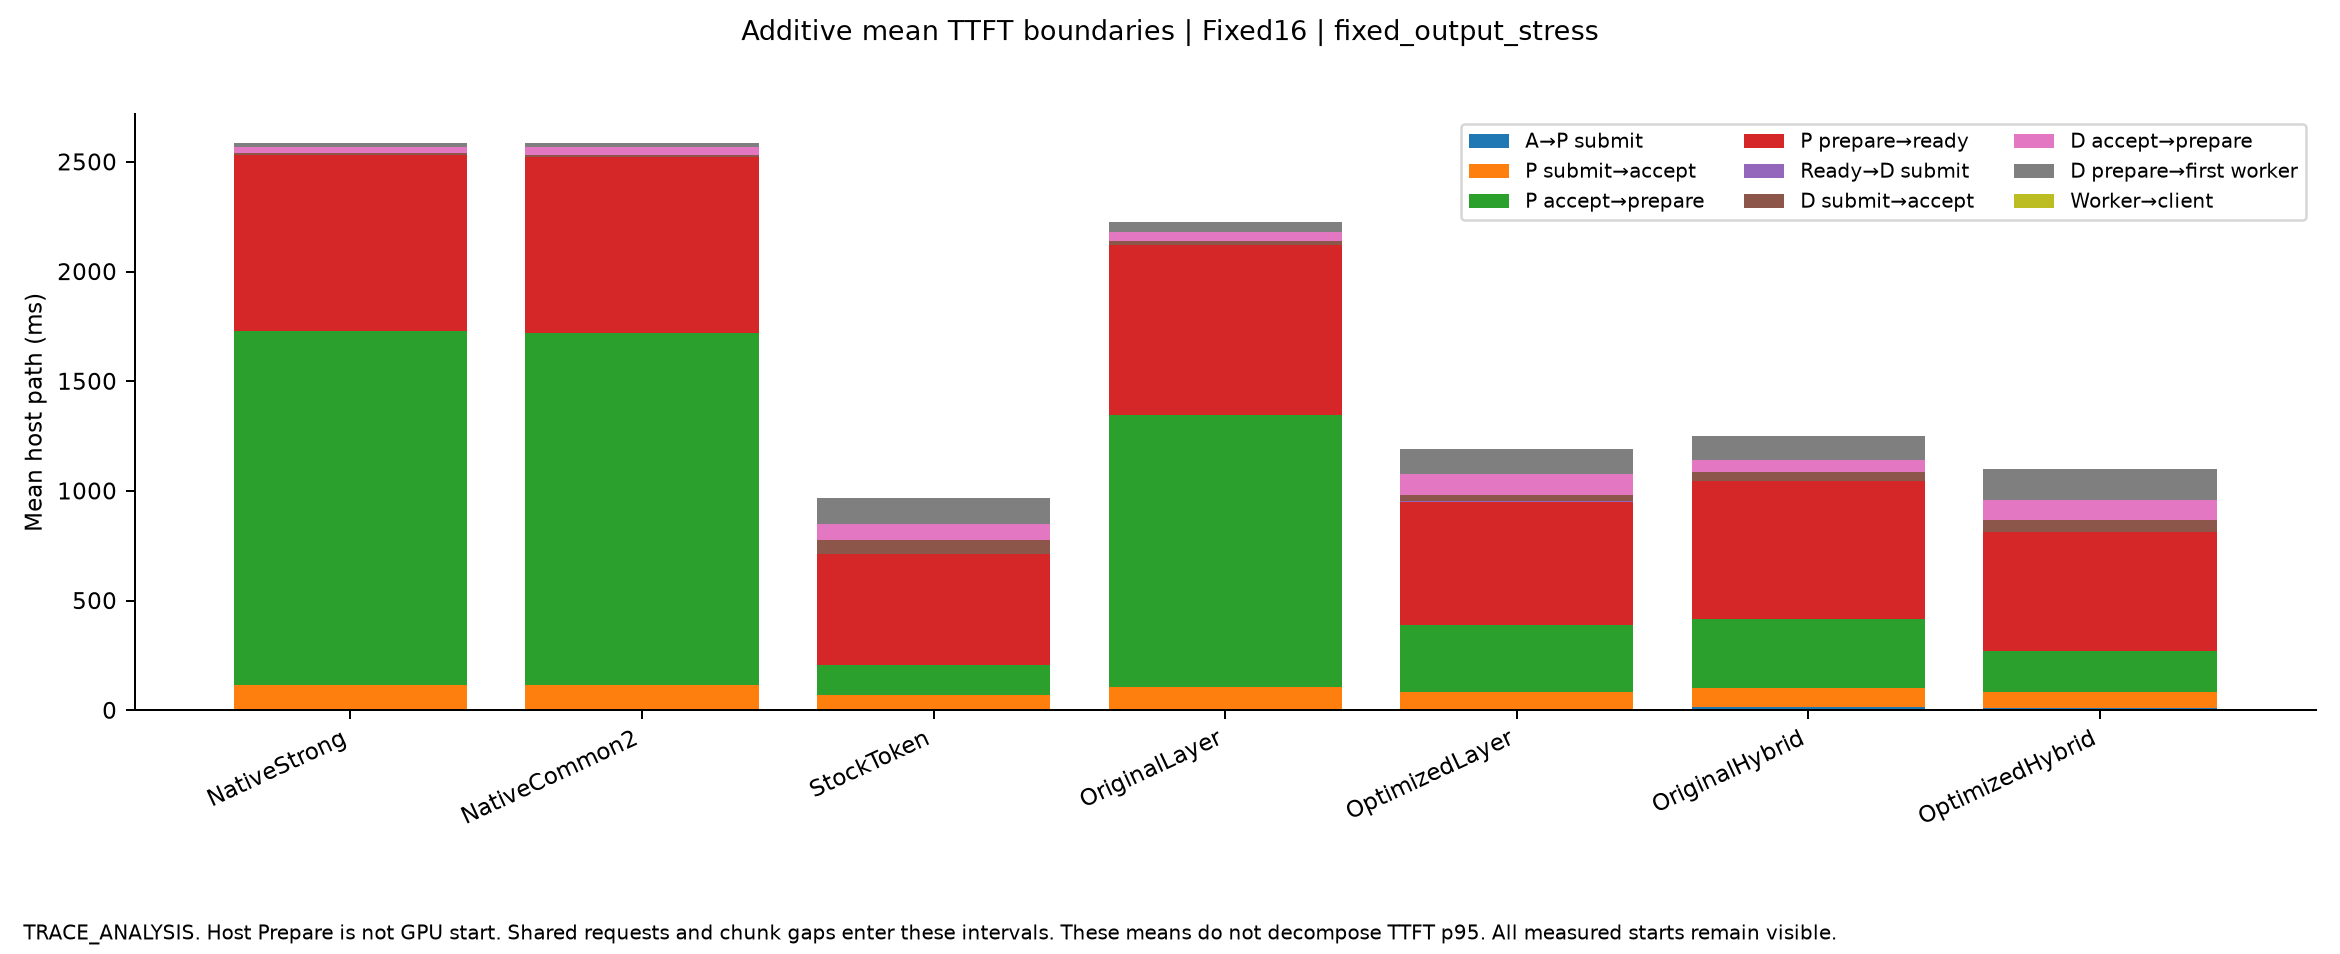 Additive mean TTFT boundaries | Fixed16 | fixed_output_stress
A→P submit
P submit→accept
P accept→prepare
P prepare→ready
Ready→D submit
D submit→accept
D accept→prepare
D prepare→first worker
Worker→client
Mean host path (ms)
2500
2000
1500
1000
500
0
NativeStrong
NativeCommon2
StockToken
OriginalLayer
OptimizedLayer
OriginalHybrid
OptimizedHybrid
TRACE_ANALYSIS. Host Prepare is not GPU start. Shared requests and chunk gaps enter these intervals. These means do not decompose TTFT p95. All measured starts remain visible.